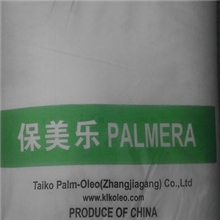 保美乐 PALMERA
Taiko Palm-Oleo(Zhangjiagang) Co.,Ltd
www.klkoleo.com
PRODUCE OF CHINA